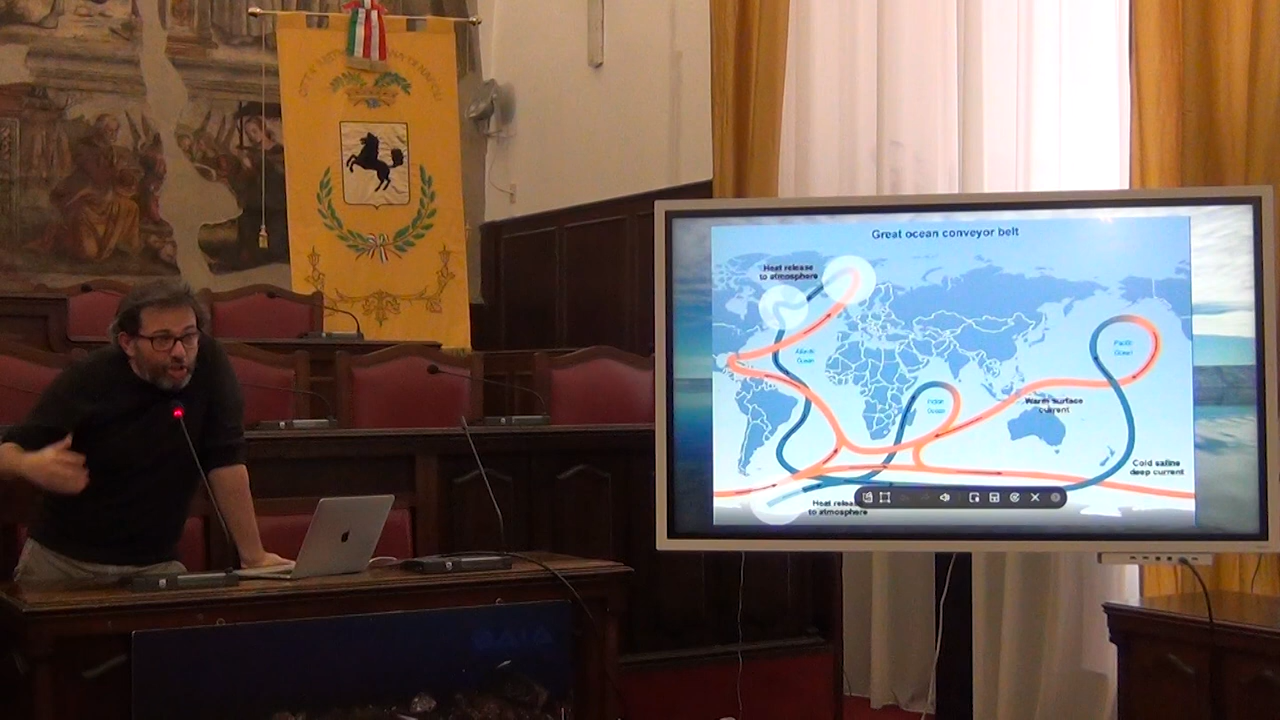 Great ocean conveyor belt
Heat release
to atmosphere
Atlantic
Ocean
Pacific
Ocean
Indian
Ocean
Warm surface
current
Cold saline
deep current
Heat relea
to atmosphere